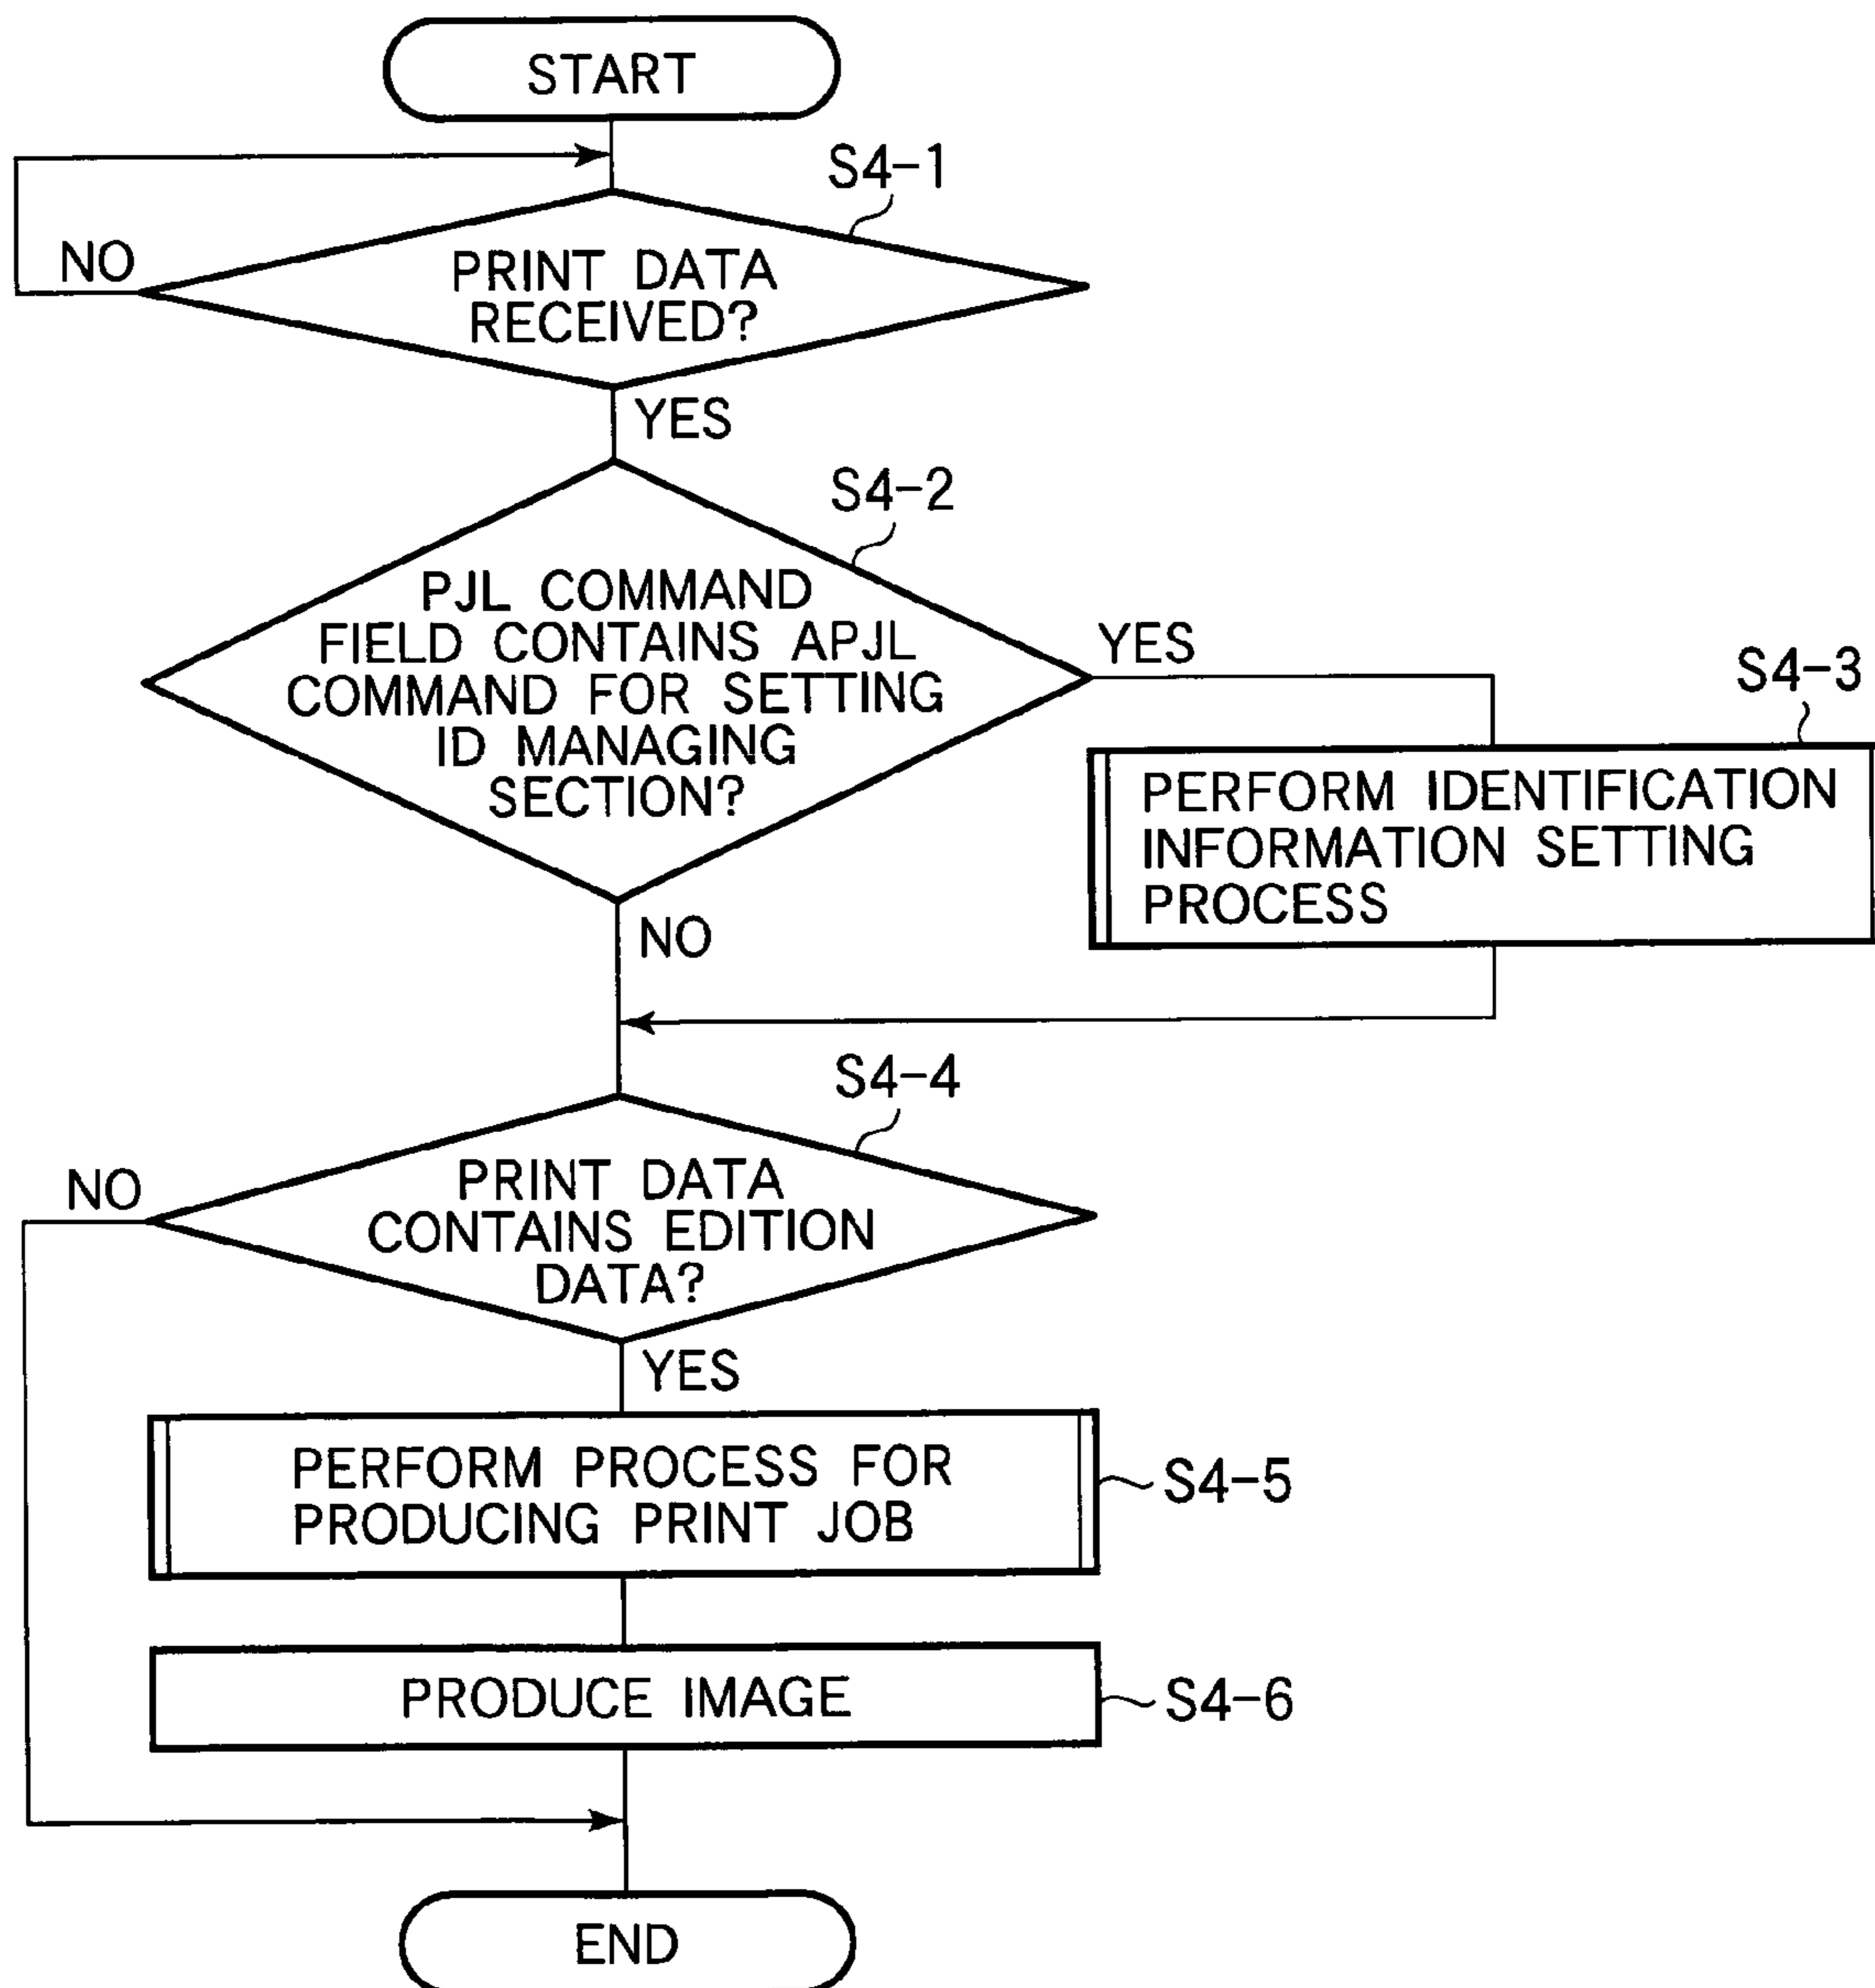 START
S4-1
NO
PRINT DATA
RECEIVED?
YES
S4-2
PJL COMMAND
FIELD CONTAINS APJL
COMMAND FOR SETTING
ID MANAGING
SECTION?
YES
S4-3
PERFORM IDENTIFICATION
INFORMATION SETTING
PROCESS
NO
S4-4
NO
PRINT DATA
CONTAINS EDITION
DATA?
YES
PERFORM PROCESS FOR
PRODUCING PRINT JOB
S4-5
PRODUCE IMAGE
S4-6
END